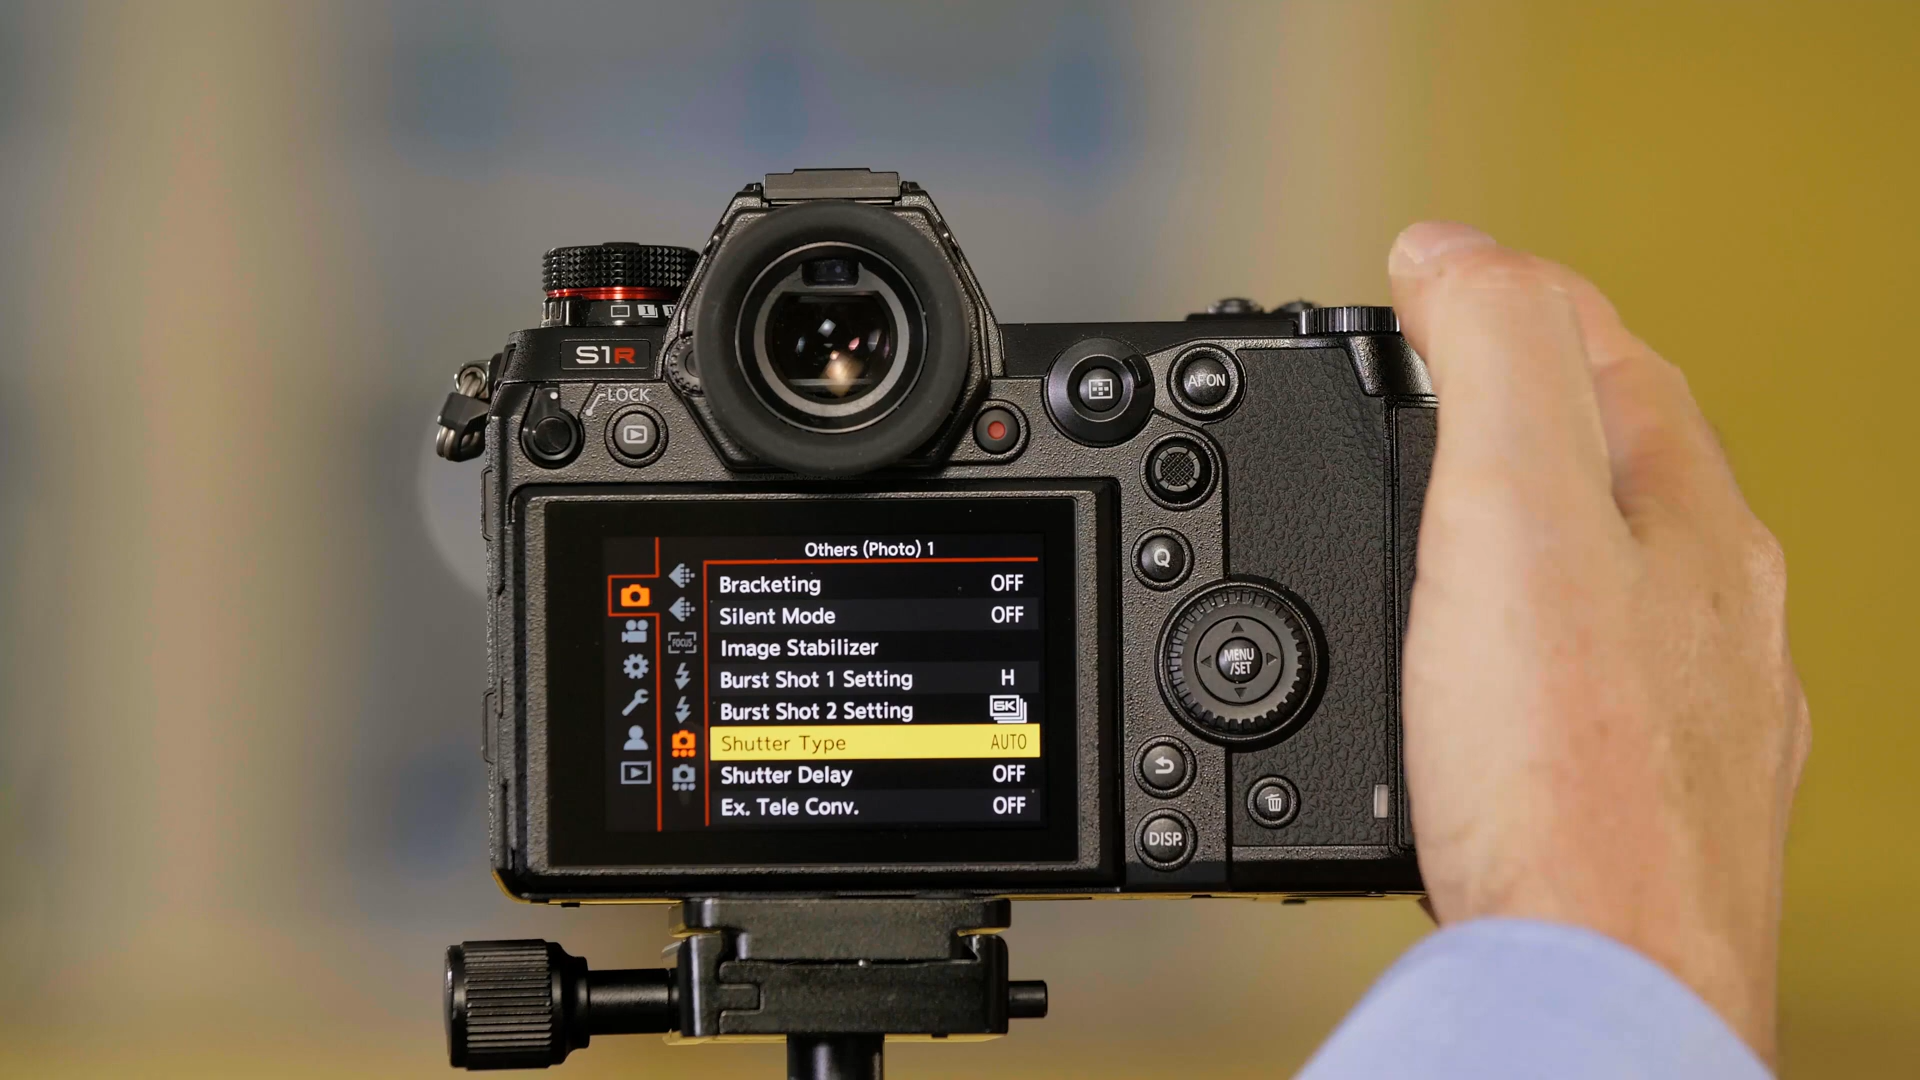 S1R
LOCK
AF ON
Q
MENU
/SET
DISP.
Others (Photo) 1
Bracketing OFF
Silent Mode OFF
Image Stabilizer
Burst Shot 1 Setting H
Burst Shot 2 Setting 6K
Shutter Type AUTO
Shutter Delay OFF
Ex. Tele Conv. OFF
FOCUS